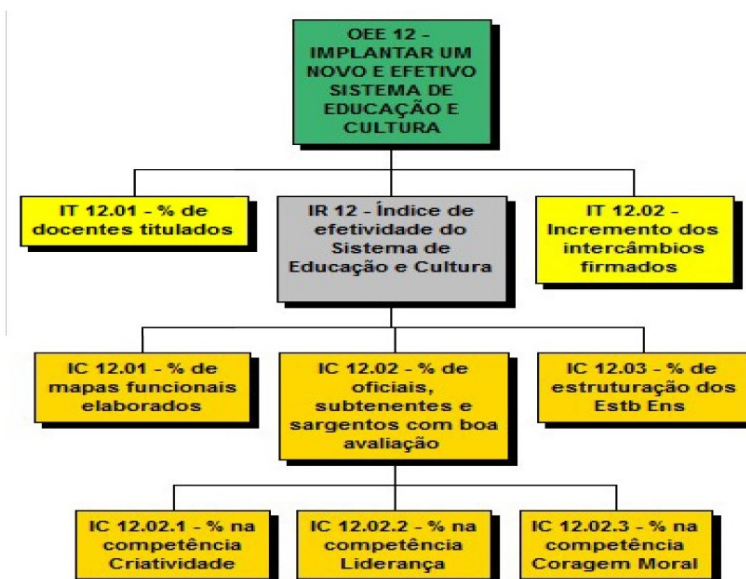 OEE 12 -
IMPLANTAR UM
NOVO E EFETIVO
SISTEMA DE
EDUCAÇÃO E
CULTURA
IT 12.01 - % de
docentes titulados
IR 12 - Índice de
efetividade do
Sistema de
Educação e Cultura
IT 12.02 -
Incremento dos
intercâmbios
firmados
IC 12.01 - % de
mapas funcionais
elaborados
IC 12.02 - % de
oficiais,
subtenentes e
sargentos com boa
avaliação
IC 12.03 - % de
estruturação dos
Estb Ens
IC 12.02.1 - % na
competência
Criatividade
IC 12.02.2 - % na
competência
Liderança
IC 12.02.3 - % na
competência
Coragem Moral